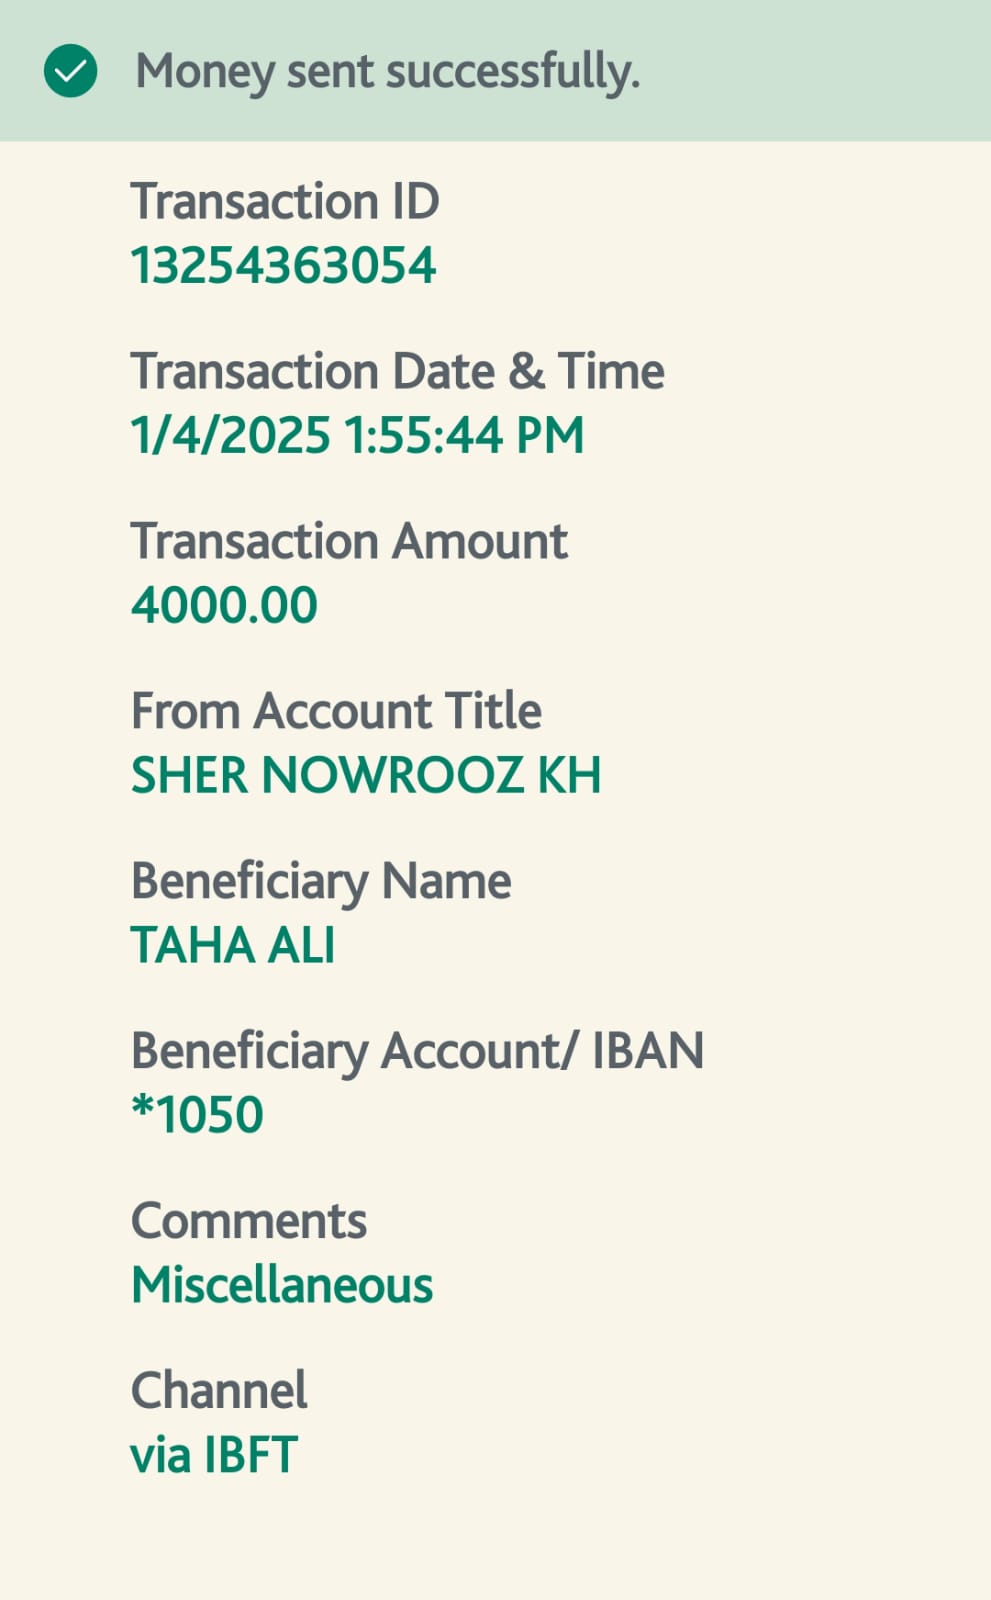 Money sent successfully.
Transaction ID
13254363054
Transaction Date & Time
1/4/2025 1:55:44 PM
Transaction Amount
4000.00
From Account Title
SHER NOWROOZ KH
Beneficiary Name
TAHA ALI
Beneficiary Account/ IBAN
*1050
Comments
Miscellaneous
Channel
via IBFT